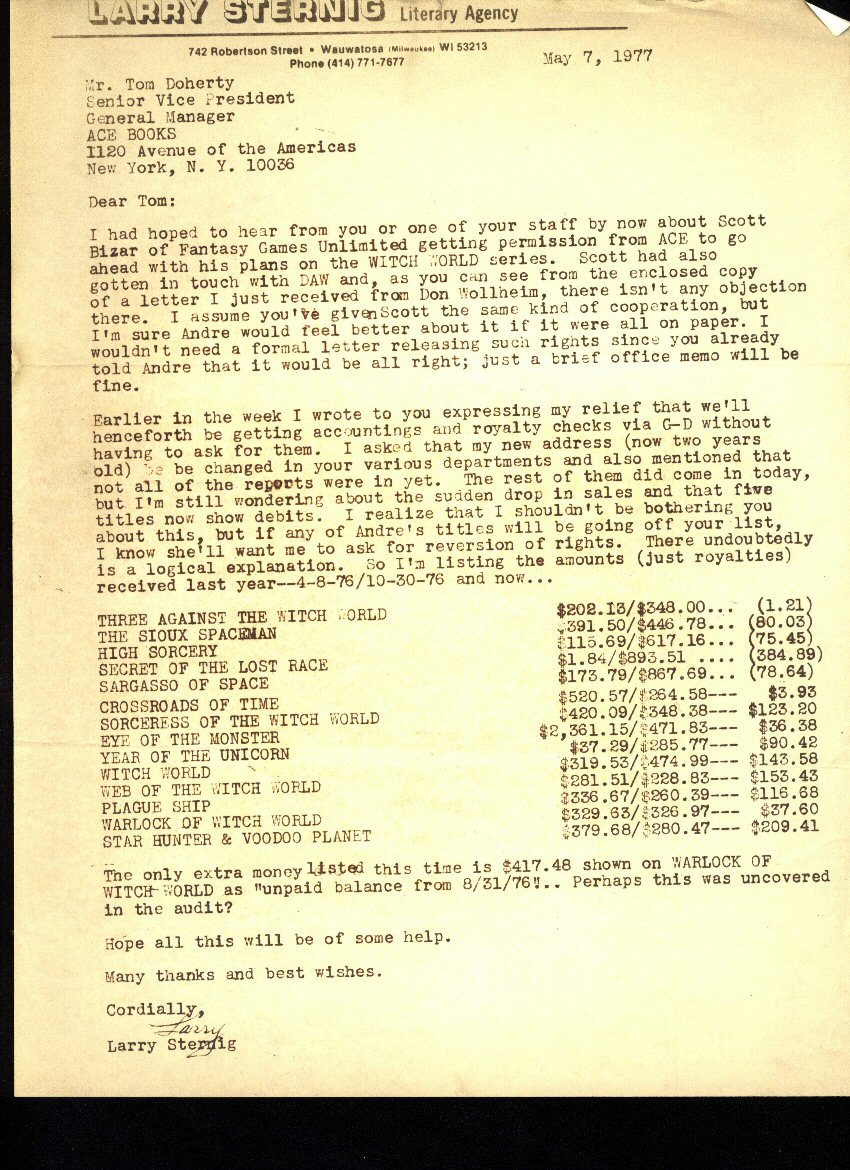 LARRY STERNIG Literary Agency
742 Robertson Street • Wauwatosa (Milwaukee) WI 53213
Phone (414) 771-7677
May 7, 1977
Mr. Tom Doherty
Senior Vice President
General Manager
ACE BOOKS
1120 Avenue of the Americas
New York, N. Y. 10036
Dear Tom:
I had hoped to hear from you or one of your staff by now about Scott
Bizar of Fantasy Games Unlimited getting permission from ACE to go
ahead with his plans on the WITCH WORLD series. Scott had also
gotten in touch with DAW and, as you can see from the enclosed copy
of a letter I just received from Don Wollheim, there isn't any objection
there. I assume you've given Scott the same kind of cooperation, but
I'm sure Andre would feel better about it if it were all on paper. I
wouldn't need a formal letter releasing such rights since you already
told Andre that it would be all right; just a brief office memo will be
fine.
Earlier in the week I wrote to you expressing my relief that we'll
henceforth be getting accountings and royalty checks via G-D without
having to ask for them. I asked that my new address (now two years
old) be be changed in your various departments and also mentioned that
not all of the reports were in yet. The rest of them did come in today,
but I'm still wondering about the sudden drop in sales and that five
titles now show debits. I realize that I shouldn't be bothering you
about this, but if any of Andre's titles will be going off your list,
I know she'll want me to ask for reversion of rights. There undoubtedly
is a logical explanation. So I'm listing the amounts (just royalties)
received last year--4-8-76/10-30-76 and now...
THREE AGAINST THE WITCH WORLD $202.13/$348.00... (1.21)
THE SIOUX SPACEMAN $391.50/$446.78... (80.03)
HIGH SORCERY $115.69/$617.16... (75.45)
SECRET OF THE LOST RACE $1.84/$893.51 .... (384.89)
SARGASSO OF SPACE $173.79/$867.69... (78.64)
CROSSROADS OF TIME $520.57/$264.58--- $3.93
SORCERESS OF THE WITCH WORLD $420.09/$348.38--- $123.20
EYE OF THE MONSTER $2,361.15/$471.83--- $36.38
YEAR OF THE UNICORN $37.29/$285.77--- $90.42
WITCH WORLD $319.53/$474.99--- $143.58
WEB OF THE WITCH WORLD $281.51/$228.83--- $153.43
PLAGUE SHIP $336.67/$260.39--- $116.68
WARLOCK OF WITCH WORLD $329.63/$326.97--- $37.60
STAR HUNTER & VOODOO PLANET $379.68/$280.47--- $209.41
The only extra money listed this time is $417.48 shown on WARLOCK OF
WITCH WORLD as "unpaid balance from 8/31/76".. Perhaps this was uncovered
in the audit?
Hope all this will be of some help.
Many thanks and best wishes.
Cordially,
Larry
Larry Sternig